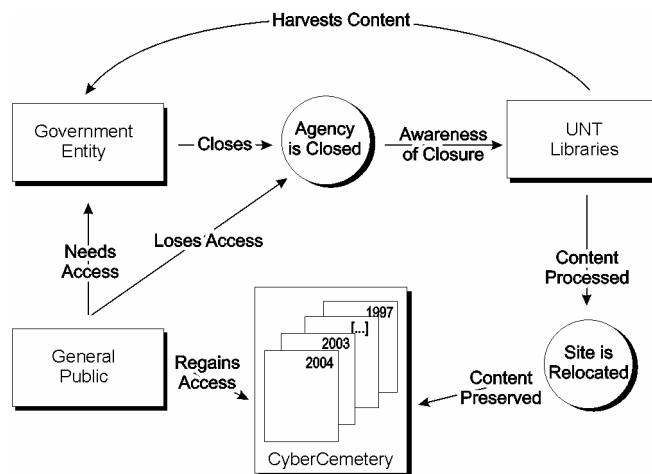 Harvests Content
Government
Entity
Closes
Agency
is Closed
Awareness
of Closure
UNT
Libraries
Needs
Access
Loses Access
Content
Processed
General
Public
Regains
Access
1997
[...]
2003
2004
CyberCemetery
Content
Preserved
Site is
Relocated